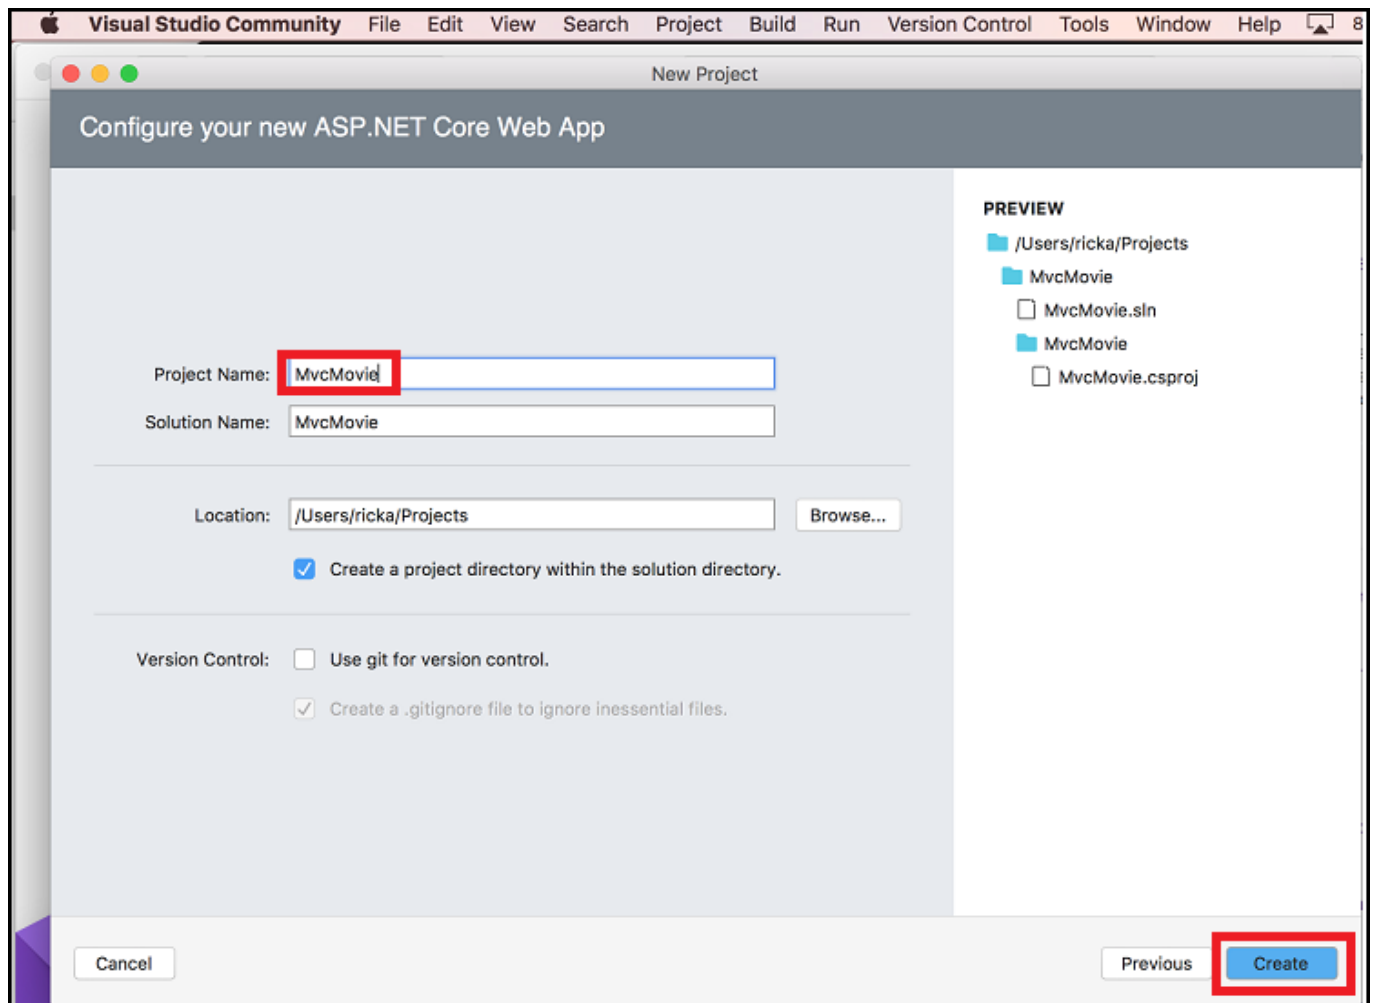 Visual Studio Community File Edit View Search Project Build Run Version Control Tools Window Help 8
New Project
Configure your new ASP.NET Core Web App
PREVIEW
/Users/ricka/Projects
MvcMovie
MvcMovie.sln
MvcMovie
MvcMovie.csproj
Project Name: MvcMovie
Solution Name: MvcMovie
Location: /Users/ricka/Projects Browse...
Create a project directory within the solution directory.
Version Control: Use git for version control.
Create a .gitignore file to ignore inessential files.
Cancel Previous Create